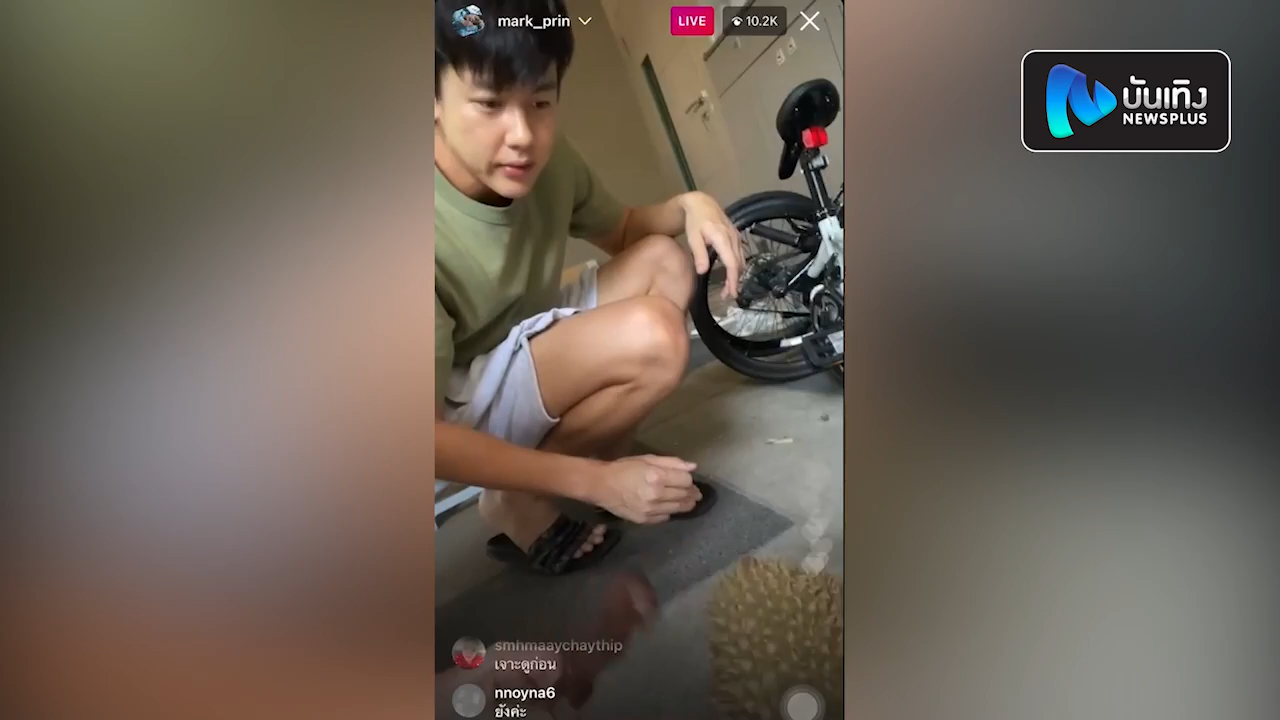 mark_prin
LIVE
10.2K
บันเทิง
NEWSPLUS
smhmaaychaythip
เจาะดูก่อน
nnoyna6
ยังค่ะ